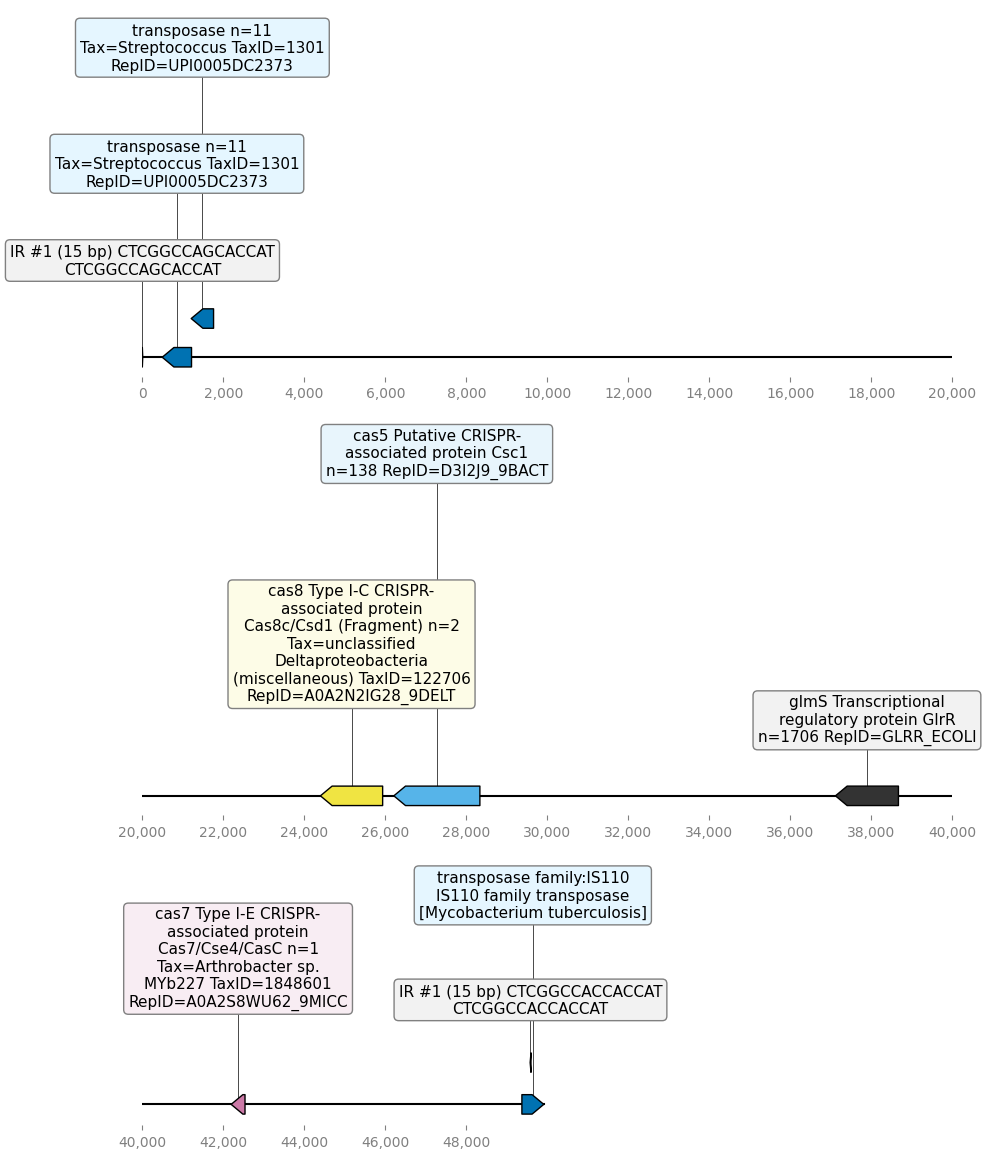 transposase n=11
Tax=Streptococcus TaxID=1301
RepID=UPI0005DC2373
transposase n=11
Tax=Streptococcus TaxID=1301
RepID=UPI0005DC2373
IR #1 (15 bp) CTCGGCCAGCACCAT
CTCGGCCAGCACCAT
0 2,000 4,000 6,000 8,000 10,000 12,000 14,000 16,000 18,000 20,000
cas5 Putative CRISPR-
associated protein Csc1
n=138 RepID=D3I2J9_9BACT
cas8 Type I-C CRISPR-
associated protein
Cas8c/Csd1 (Fragment) n=2
Tax=unclassified
Deltaproteobacteria
(miscellaneous) TaxID=122706
RepID=A0A2N2IG28_9DELT
glmS Transcriptional
regulatory protein GlrR
n=1706 RepID=GLRR_ECOLI
20,000 22,000 24,000 26,000 28,000 30,000 32,000 34,000 36,000 38,000 40,000
transposase family:IS110
IS110 family transposase
[Mycobacterium tuberculosis]
cas7 Type I-E CRISPR-
associated protein
Cas7/Cse4/CasC n=1
Tax=Arthrobacter sp.
MYb227 TaxID=1848601
RepID=A0A2S8WU62_9MICC
IR #1 (15 bp) CTCGGCCACCACCAT
CTCGGCCACCACCAT
40,000 42,000 44,000 46,000 48,000